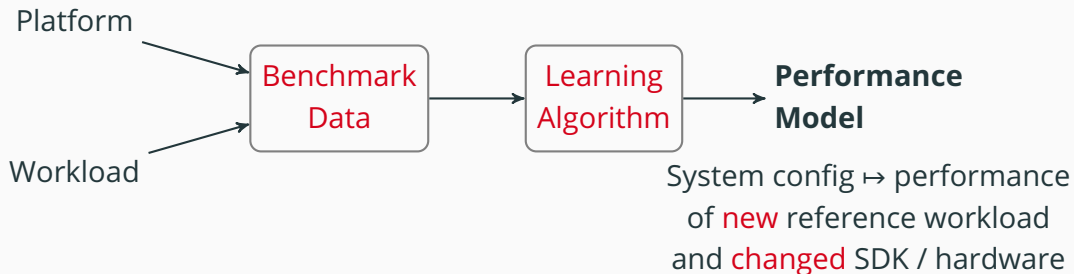 Platform
Workload
Benchmark
Data
Learning
Algorithm
Performance
Model
System config ↦ performance
of new reference workload
and changed SDK / hardware